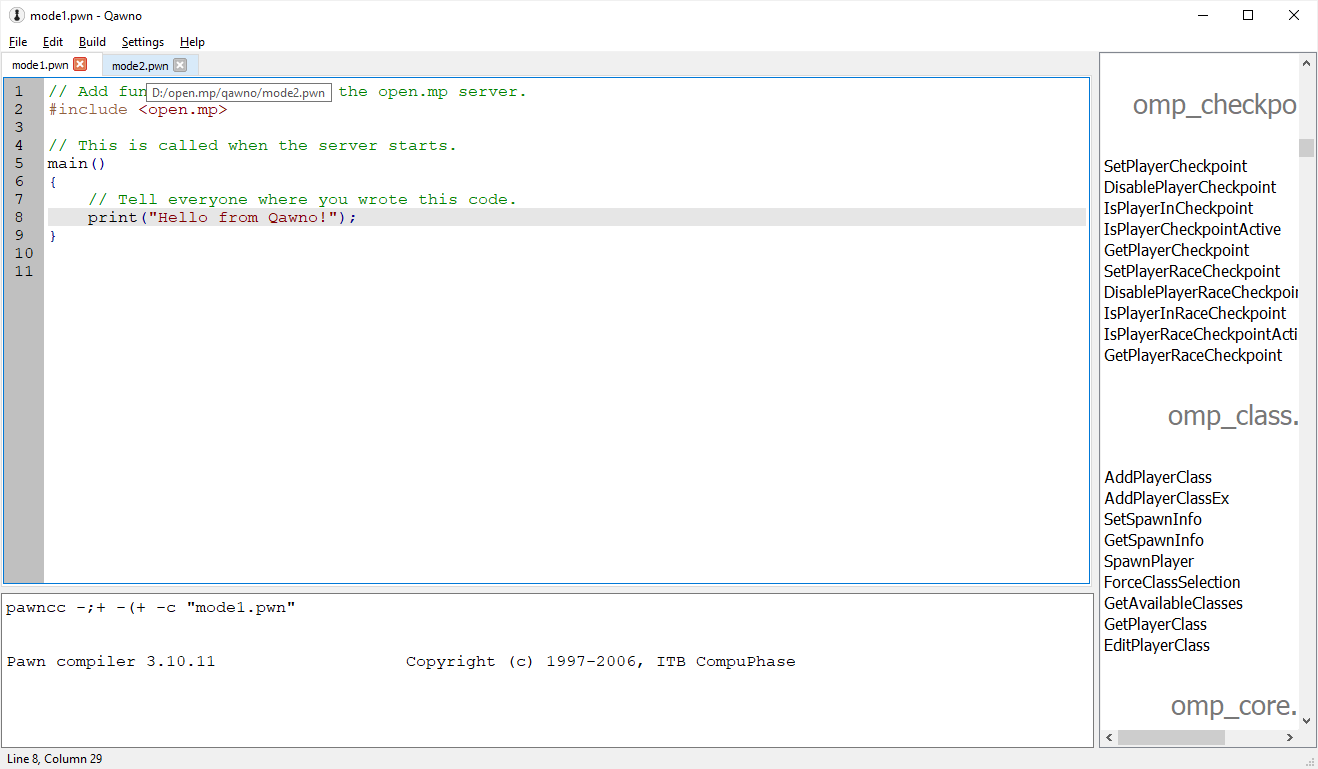 mode1.pwn - Qawno
File Edit Build Settings Help
mode1.pwn mode2.pwn
1 // Add fun D:/open.mp/qawno/mode2.pwn the open.mp server.
2 #include <open.mp>
3
4 // This is called when the server starts.
5 main()
6 {
7 // Tell everyone where you wrote this code.
8 print("Hello from Qawno!");
9 }
10
11
pawncc -;+ -(+ -c "mode1.pwn"
Pawn compiler 3.10.11 Copyright (c) 1997-2006, ITB CompuPhase
Line 8, Column 29
omp_checkpo
SetPlayerCheckpoint
DisablePlayerCheckpoint
IsPlayerInCheckpoint
IsPlayerCheckpointActive
GetPlayerCheckpoint
SetPlayerRaceCheckpoint
DisablePlayerRaceCheckpoin
IsPlayerInRaceCheckpoint
IsPlayerRaceCheckpointActi
GetPlayerRaceCheckpoint
omp_class.
AddPlayerClass
AddPlayerClassEx
SetSpawnInfo
GetSpawnInfo
SpawnPlayer
ForceClassSelection
GetAvailableClasses
GetPlayerClass
EditPlayerClass
omp_core.